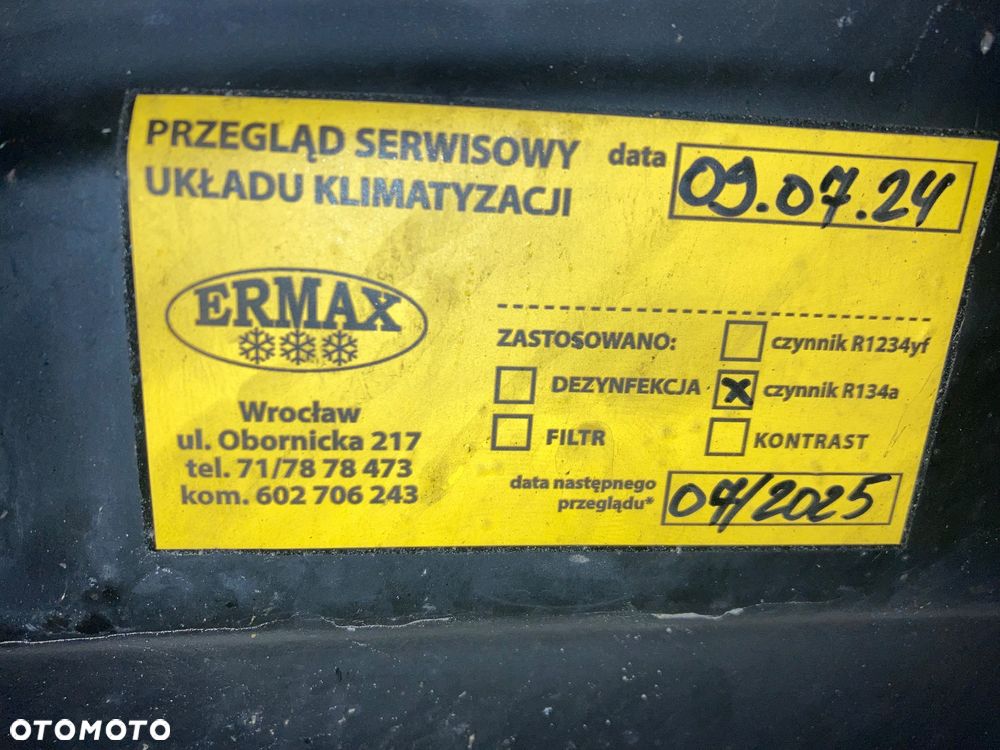 PRZEGLĄD SERWISOWY
UKŁADU KLIMATYZACJI
data 09.07.24
ERMAX
Wrocław
ul. Obornicka 217
tel. 71/78 78 473
kom. 602 706 243
ZASTOSOWANO:
czynnik R1234yf
DEZYNFEKCJA
X czynnik R134a
FILTR
KONTRAST
data następnego
przeglądu* 07/2025
OTOMOTO